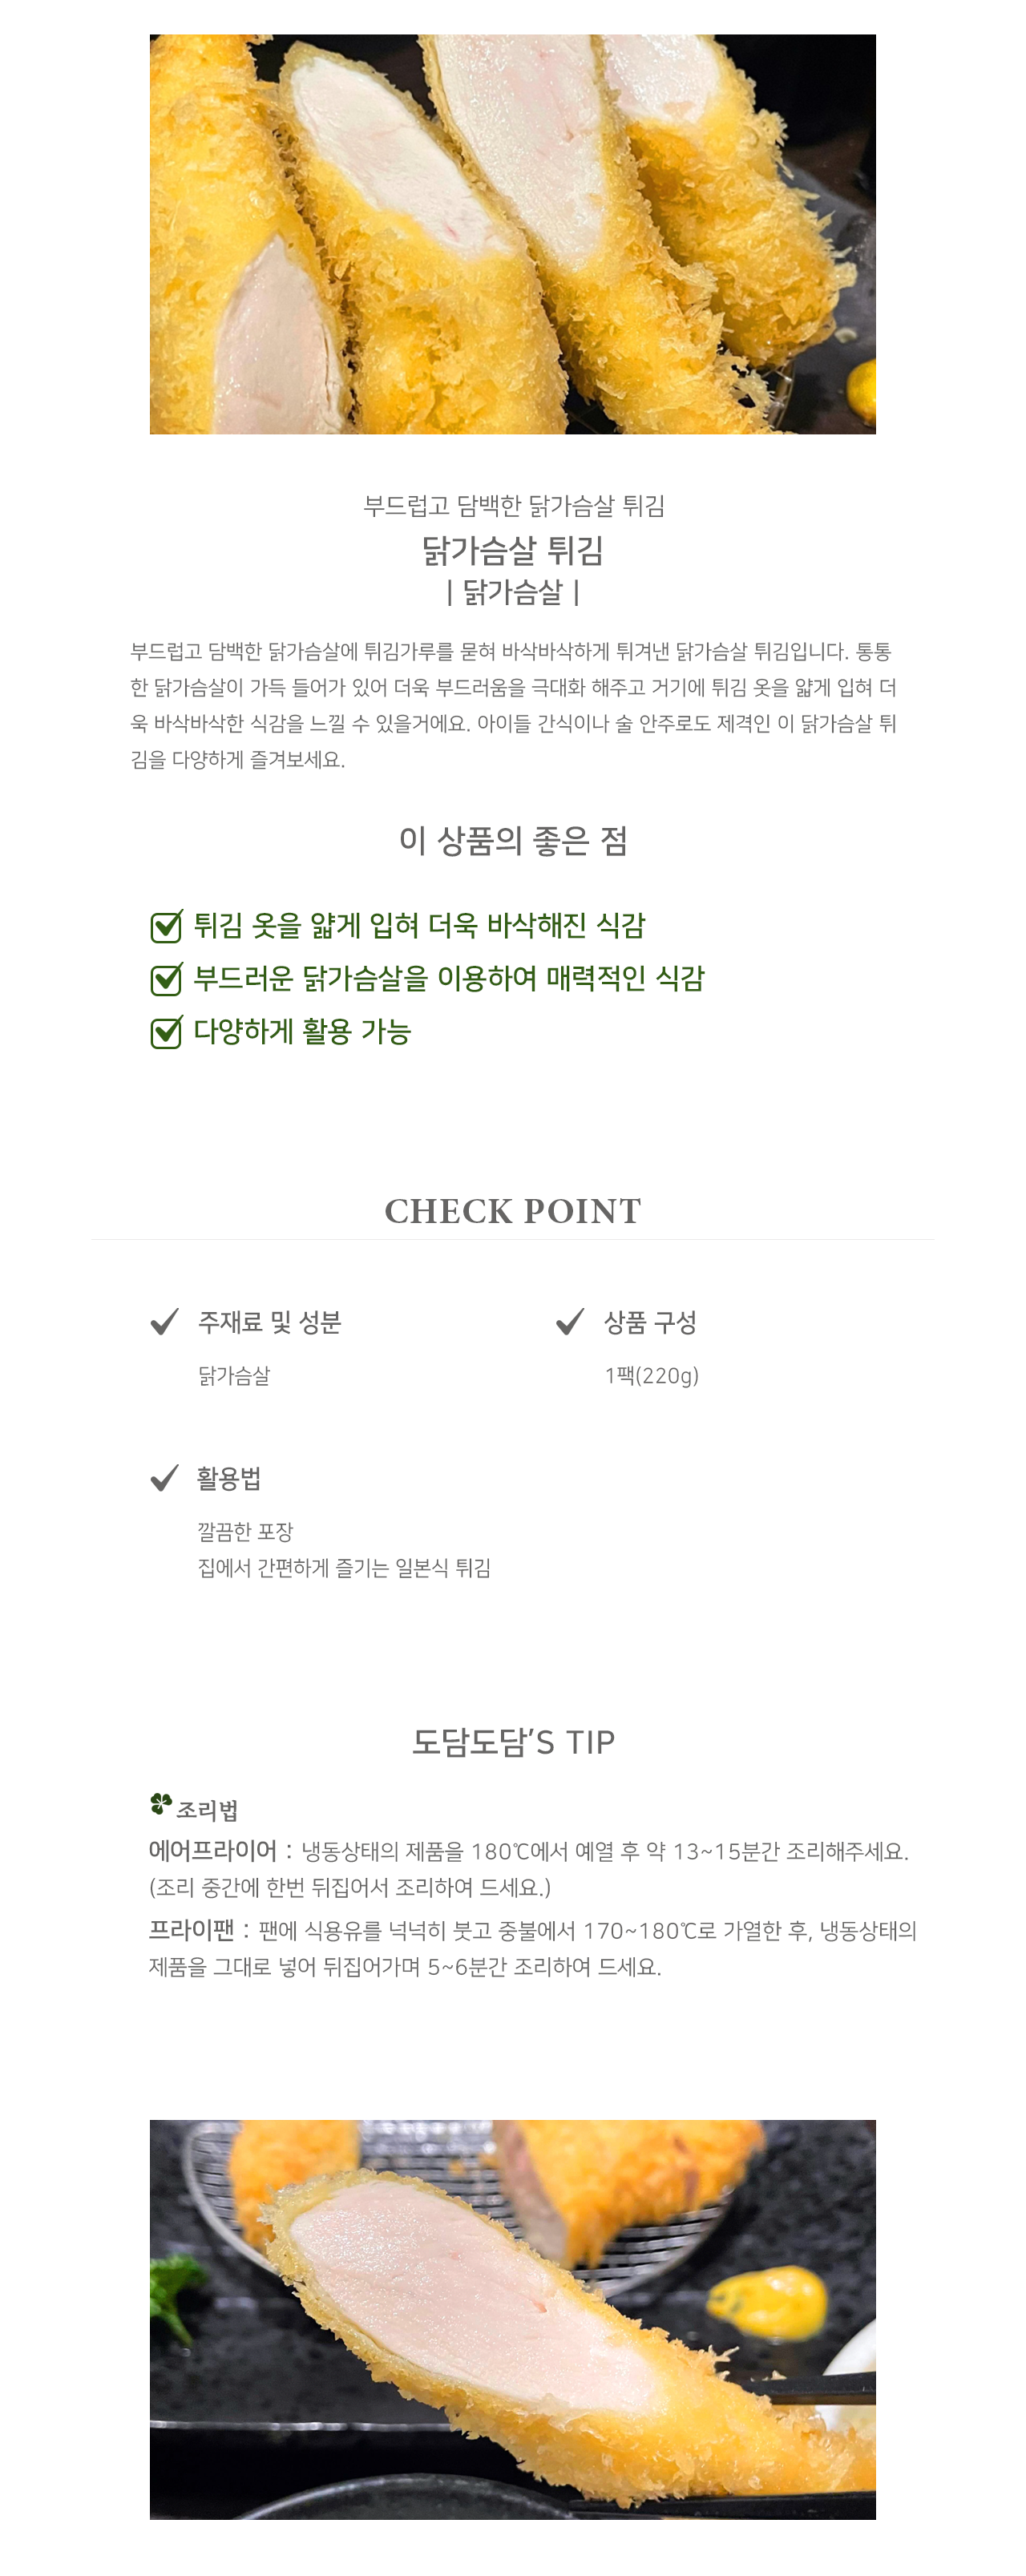 부드럽고 담백한 닭가슴살 튀김
닭가슴살 튀김
| 닭가슴살 |
부드럽고 담백한 닭가슴살에 튀김가루를 묻혀 바삭바삭하게 튀겨낸 닭가슴살 튀김입니다. 통통
한 닭가슴살이 가득 들어가 있어 더욱 부드러움을 극대화 해주고 거기에 튀김 옷을 얇게 입혀 더
욱 바삭바삭한 식감을 느낄 수 있을거에요. 아이들 간식이나 술 안주로도 제격인 이 닭가슴살 튀
김을 다양하게 즐겨보세요.
이 상품의 좋은 점
튀김 옷을 얇게 입혀 더욱 바삭해진 식감
부드러운 닭가슴살을 이용하여 매력적인 식감
다양하게 활용 가능
CHECK POINT
주재료 및 성분
닭가슴살
상품 구성
1팩(220g)
활용법
깔끔한 포장
집에서 간편하게 즐기는 일본식 튀김
도담도담’S TIP
조리법
에어프라이어 : 냉동상태의 제품을 180℃에서 예열 후 약 13~15분간 조리해주세요.
(조리 중간에 한번 뒤집어서 조리하여 드세요.)
프라이팬 : 팬에 식용유를 넉넉히 붓고 중불에서 170~180℃로 가열한 후, 냉동상태의
제품을 그대로 넣어 뒤집어가며 5~6분간 조리하여 드세요.